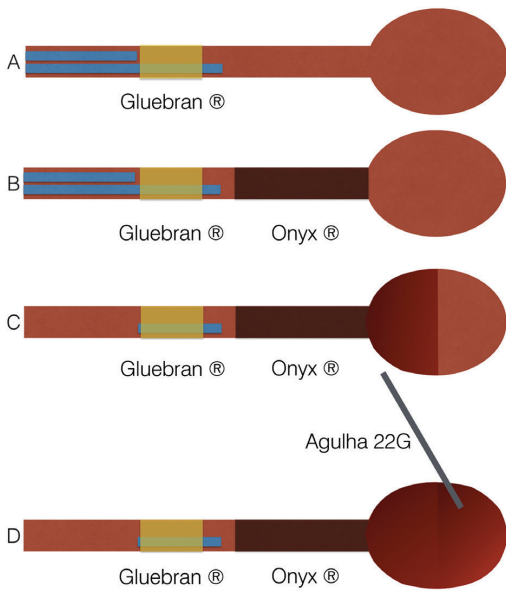 A
Gluebran ®
B
Gluebran ® Onyx ®
C
Gluebran ® Onyx ®
Agulha 22G
D
Gluebran ® Onyx ®